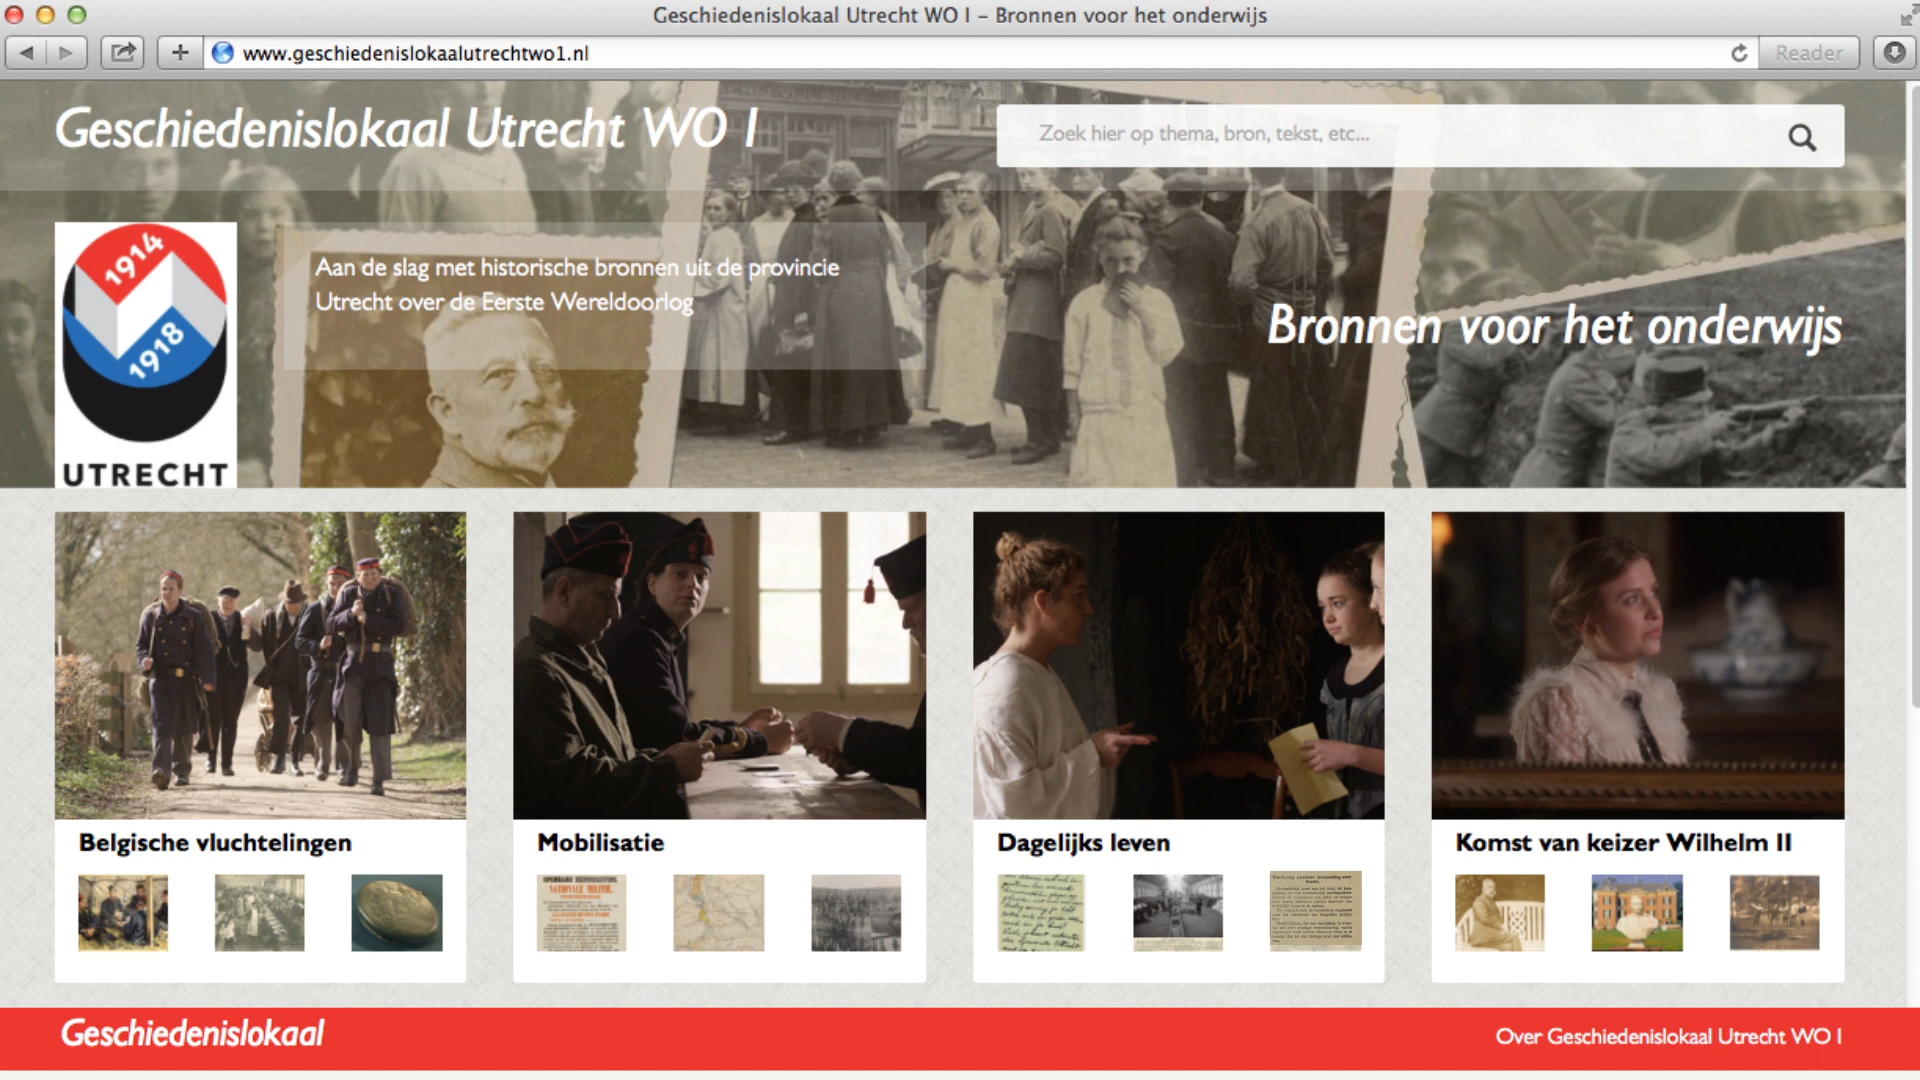 Geschiedenislokaal Utrecht WO I – Bronnen voor het onderwijs
www.geschiedenislokaalutrechtwo1.nl
Reader
Geschiedenislokaal Utrecht WO I
Zoek hier op thema, bron, tekst, etc...
1914
1918
UTRECHT
Aan de slag met historische bronnen uit de provincie
Utrecht over de Eerste Wereldoorlog
Bronnen voor het onderwijs
Belgische vluchtelingen
Mobilisatie
Dagelijks leven
Komst van keizer Wilhelm II
NATIONALE MILITIE.
Geschiedenislokaal
Over Geschiedenislokaal Utrecht WO I